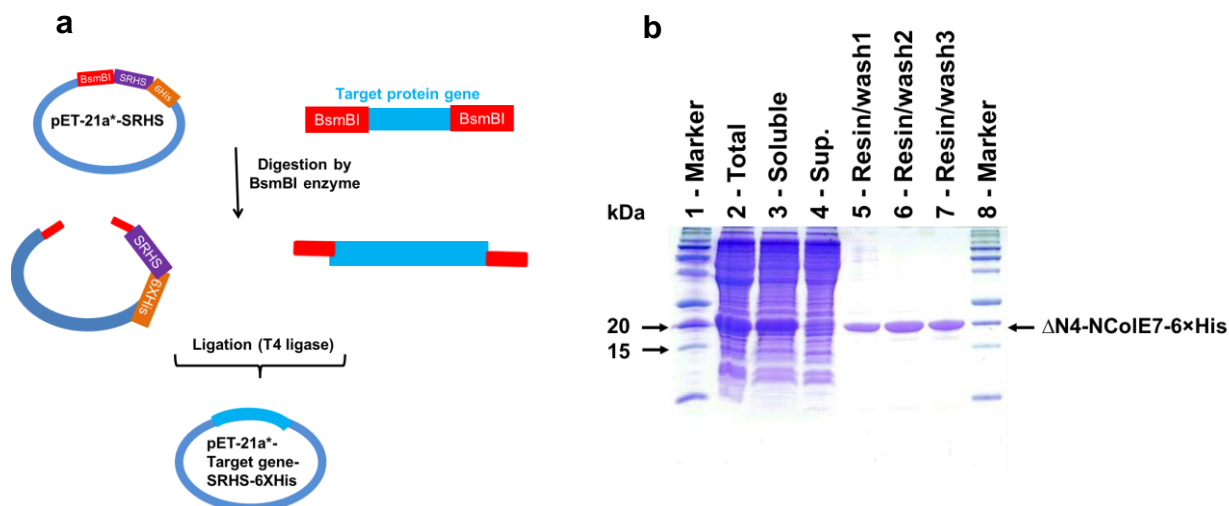 a
BsmBI
SRHS
6His
pET-21a*-SRHS
Target protein gene
BsmBI
BsmBI
Digestion by
BsmBI enzyme
SRHS
6XHis
Ligation (T4 ligase)
pET-21a*-
Target gene-
SRHS-6XHis
b
1 - Marker
2 - Total
3 - Soluble
4 - Sup.
5 - Resin/wash1
6 - Resin/wash2
7 - Resin/wash3
8 - Marker
kDa
20
15
ΔN4-NColE7-6×His